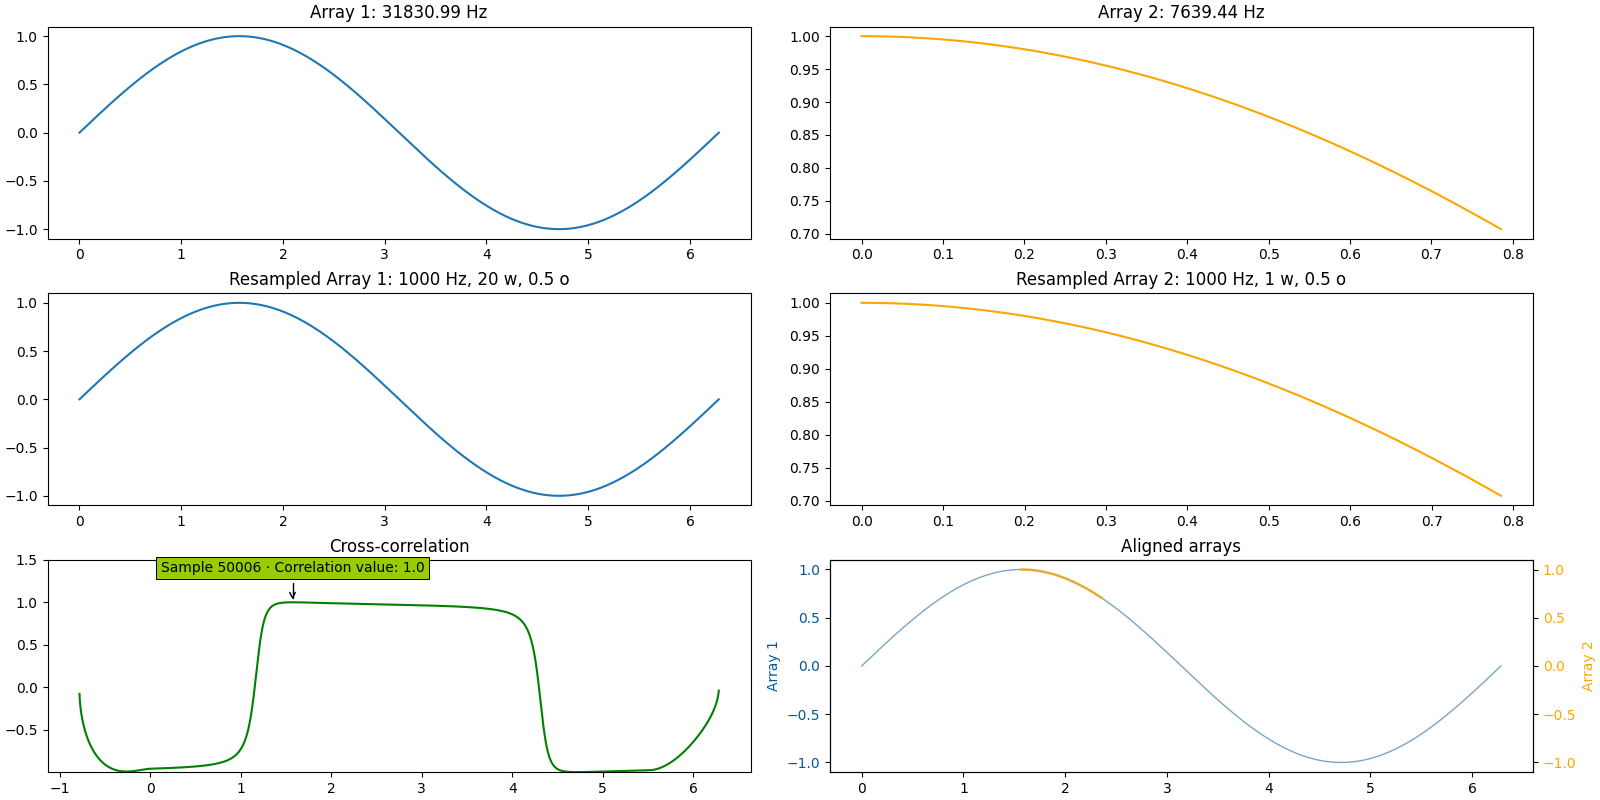 Array 1: 31830.99 Hz
1.0
0.5
0.0
−0.5
−1.0
0 1 2 3 4 5 6
Array 2: 7639.44 Hz
1.00
0.95
0.90
0.85
0.80
0.75
0.70
0.0 0.1 0.2 0.3 0.4 0.5 0.6 0.7 0.8
Resampled Array 1: 1000 Hz, 20 w, 0.5 o
1.0
0.5
0.0
−0.5
−1.0
0 1 2 3 4 5 6
Resampled Array 2: 1000 Hz, 1 w, 0.5 o
1.00
0.95
0.90
0.85
0.80
0.75
0.70
0.0 0.1 0.2 0.3 0.4 0.5 0.6 0.7 0.8
Cross-correlation
Sample 50006 · Correlation value: 1.0
1.5
1.0
0.5
0.0
−0.5
−1 0 1 2 3 4 5 6
Aligned arrays
Array 1
1.0
0.5
0.0
−0.5
−1.0
0 1 2 3 4 5 6
1.0
0.5
0.0
−0.5
−1.0
Array 2